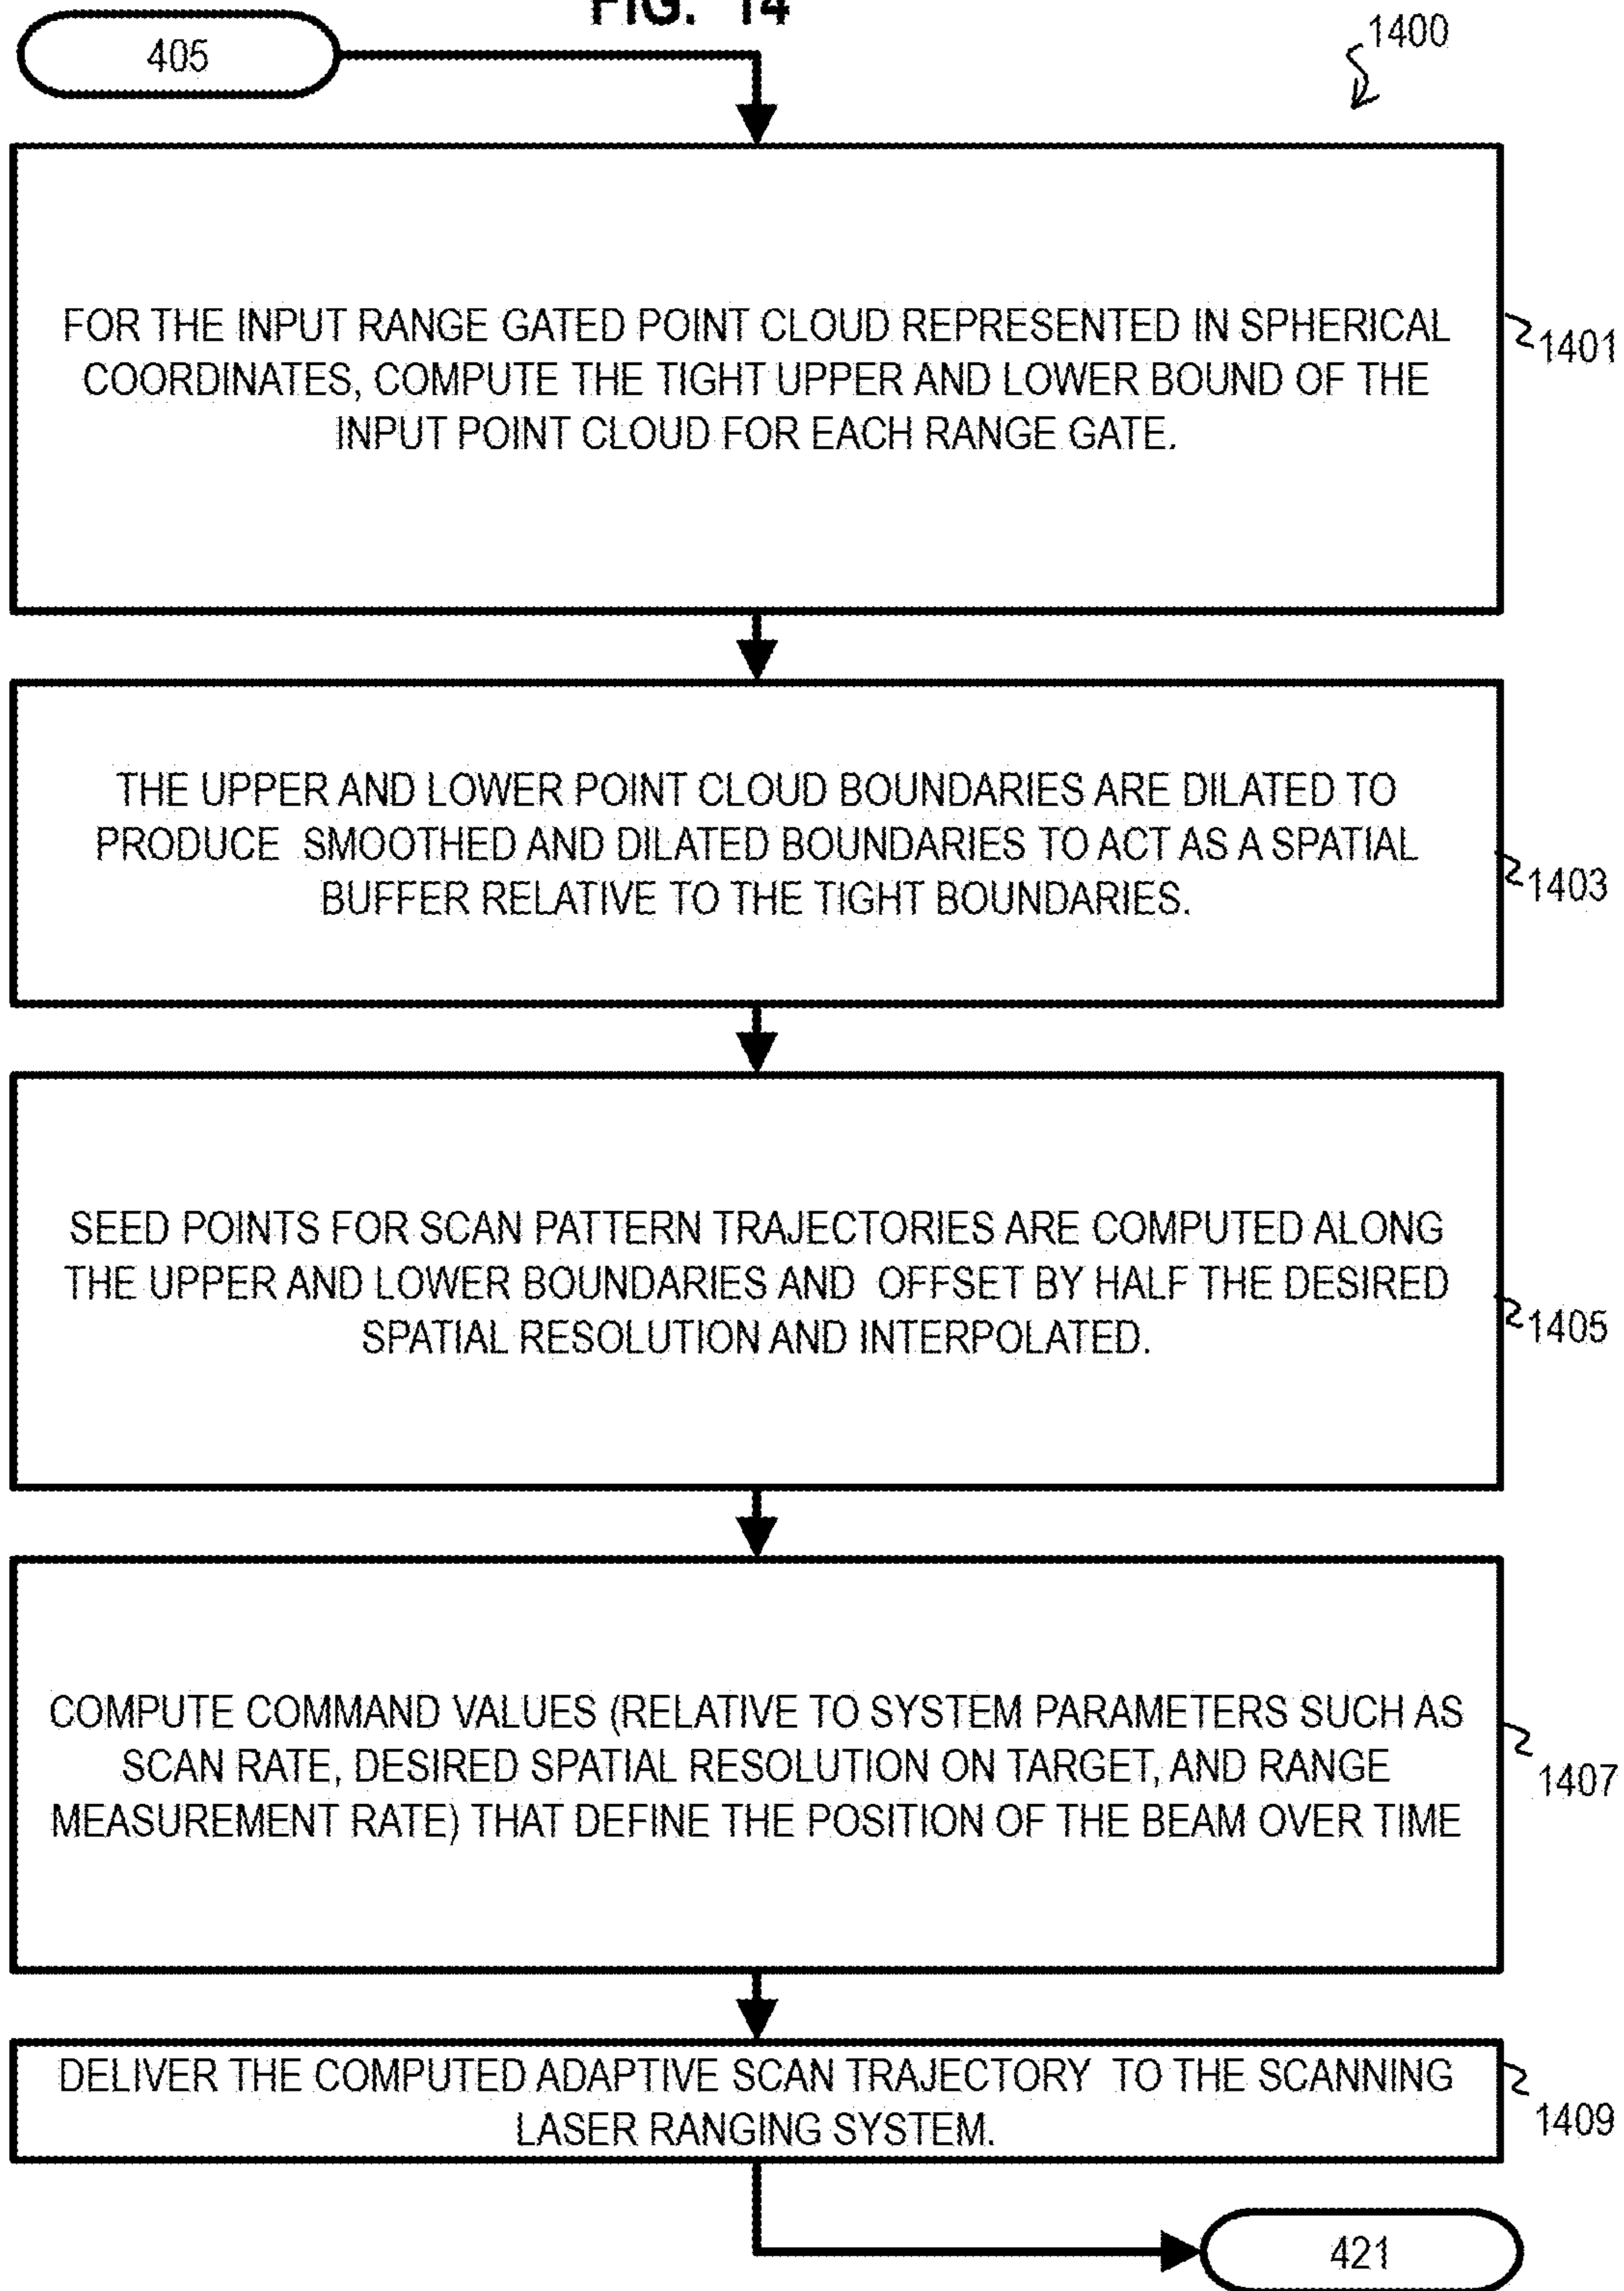 FIG. 14
405
1400
FOR THE INPUT RANGE GATED POINT CLOUD REPRESENTED IN SPHERICAL
COORDINATES, COMPUTE THE TIGHT UPPER AND LOWER BOUND OF THE
INPUT POINT CLOUD FOR EACH RANGE GATE.
1401
THE UPPER AND LOWER POINT CLOUD BOUNDARIES ARE DILATED TO
PRODUCE SMOOTHED AND DILATED BOUNDARIES TO ACT AS A SPATIAL
BUFFER RELATIVE TO THE TIGHT BOUNDARIES.
1403
SEED POINTS FOR SCAN PATTERN TRAJECTORIES ARE COMPUTED ALONG
THE UPPER AND LOWER BOUNDARIES AND OFFSET BY HALF THE DESIRED
SPATIAL RESOLUTION AND INTERPOLATED.
1405
COMPUTE COMMAND VALUES (RELATIVE TO SYSTEM PARAMETERS SUCH AS
SCAN RATE, DESIRED SPATIAL RESOLUTION ON TARGET, AND RANGE
MEASUREMENT RATE) THAT DEFINE THE POSITION OF THE BEAM OVER TIME
1407
DELIVER THE COMPUTED ADAPTIVE SCAN TRAJECTORY TO THE SCANNING
LASER RANGING SYSTEM.
1409
421